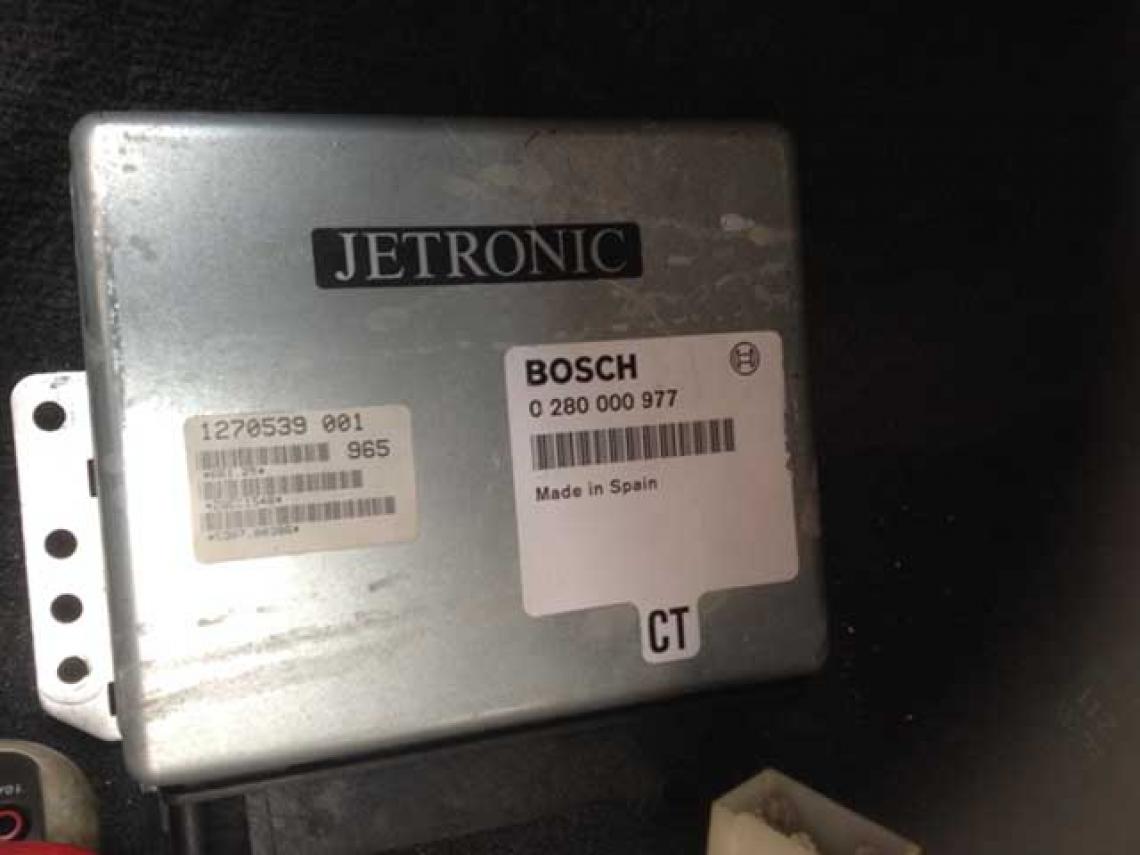 JETRONIC
BOSCH
0 280 000 977
Made in Spain
CT
1270539 001
965